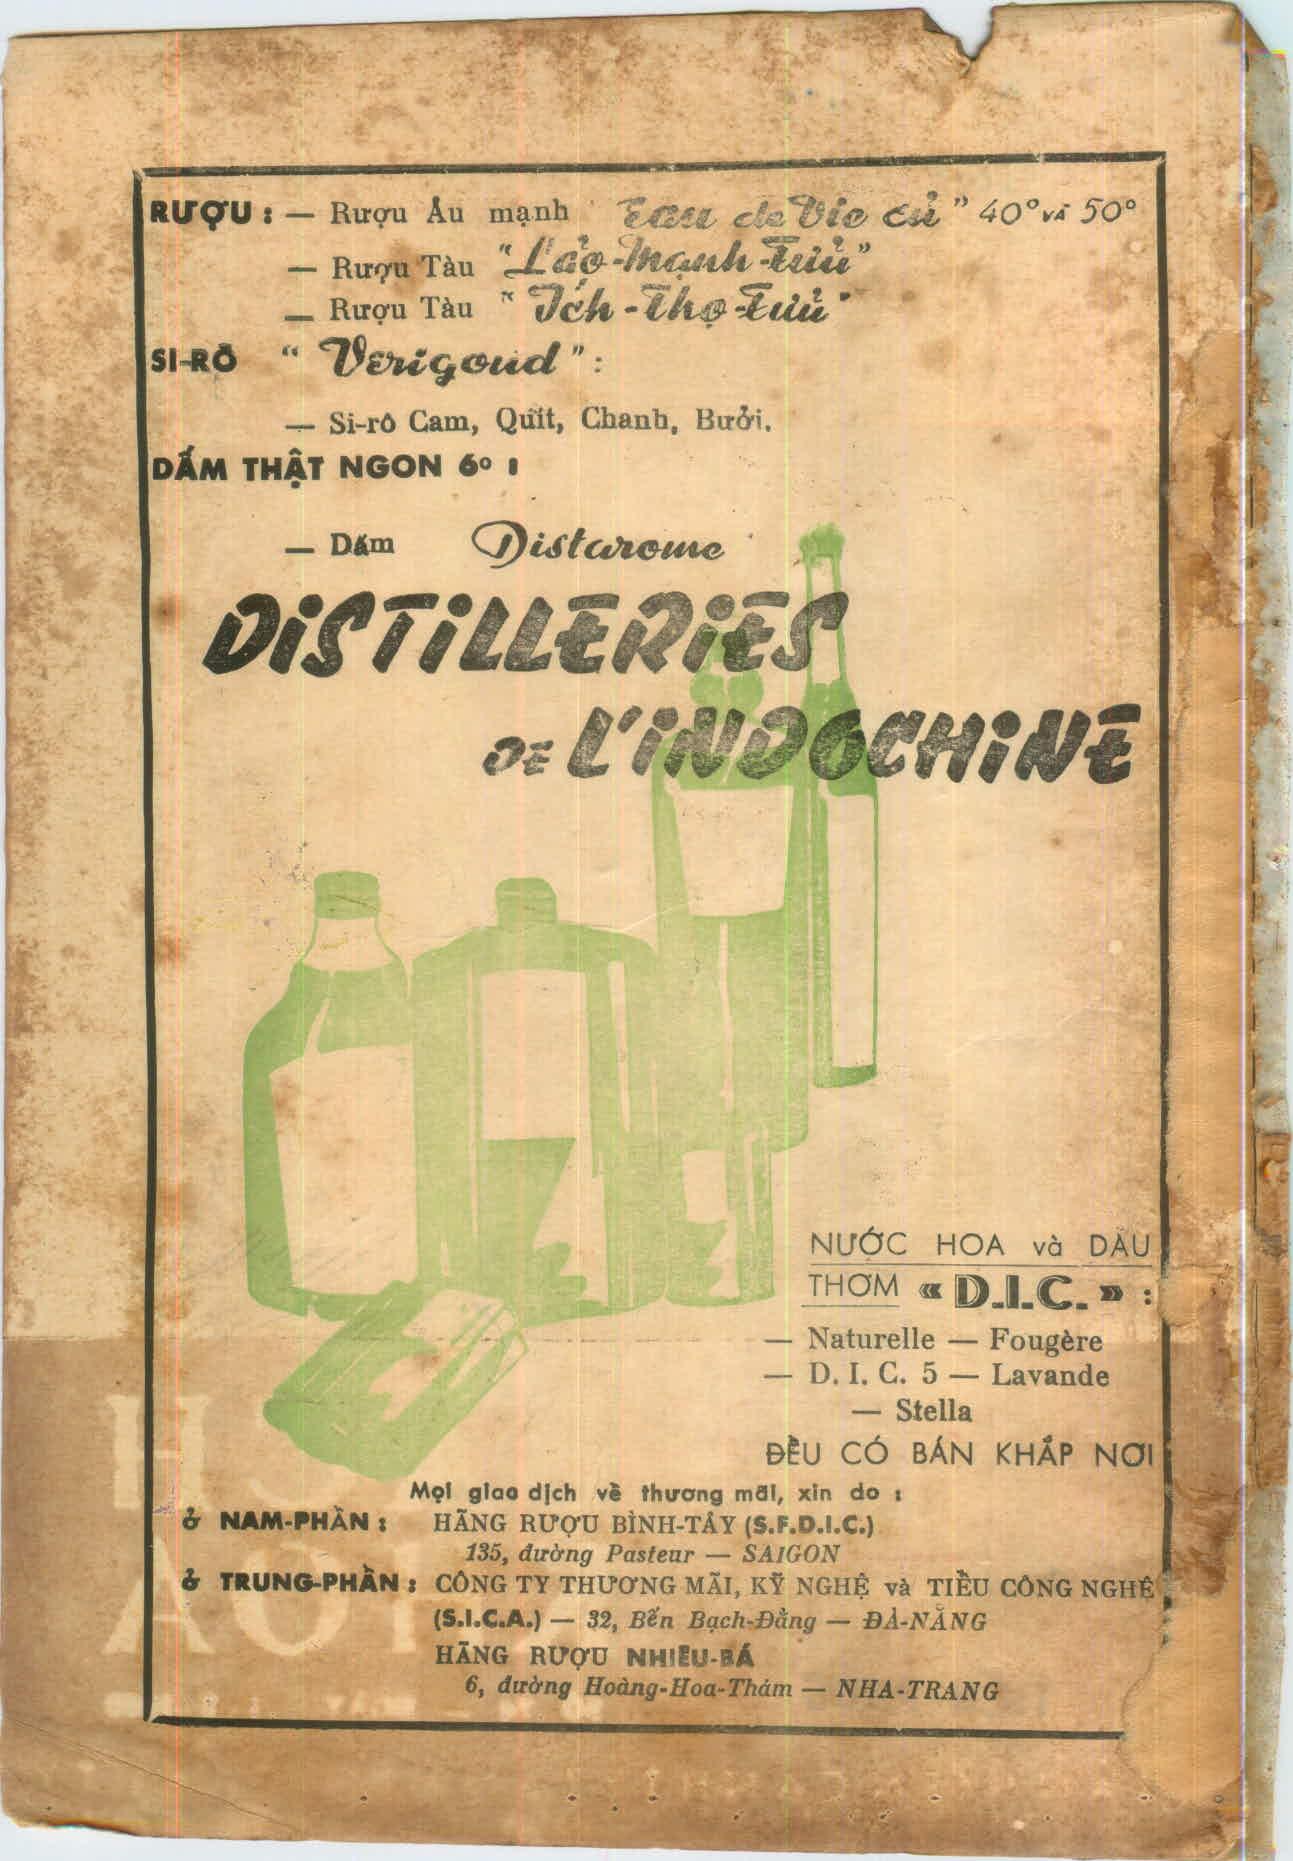 RƯỢU : — Rượu Âu mạnh "Eau de Vie củ" 40° và 50°
— Rượu Tàu "Lão-Mạnh-Tửu"
— Rượu Tàu "Ích-Thọ-Tửu"
SI-RÔ "Verigoud" :
— Si-rô Cam, Quít, Chanh, Bưởi.
DẤM THẬT NGON 6° :
— Dấm Distarome
DISTILLERIES
DE L'INDOCHINE
NƯỚC HOA và DẦU
THƠM « D.I.C. » :
— Naturelle — Fougère
— D. I. C. 5 — Lavande
— Stella
ĐỀU CÓ BÁN KHẮP NƠI
Mọi giao dịch về thương mãi, xin do :
ở NAM-PHẦN : HÃNG RƯỢU BÌNH-TÂY (S.F.D.I.C.)
135, đường Pasteur — SAIGON
ở TRUNG-PHẦN : CÔNG TY THƯƠNG MÃI, KỸ NGHỆ và TIỀU CÔNG NGHỆ
(S.I.C.A.) — 32, Bến Bạch-Đằng — ĐÀ-NẴNG
HÃNG RƯỢU NHIÊU-BÁ
6, đường Hoàng-Hoa-Thám — NHA-TRANG